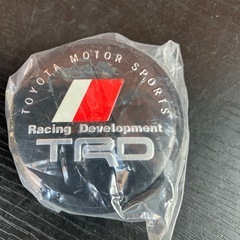 TOYOTA MOTOR SPORTS
Racing Development
TRD